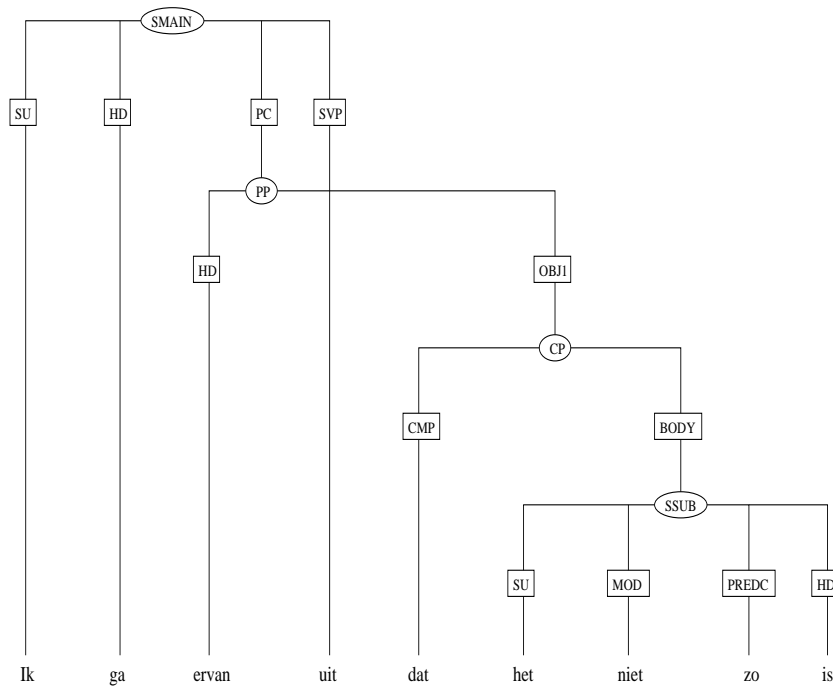 SMAIN
SU HD PC SVP
PP
HD OBJ1
CP
CMP BODY
SSUB
SU MOD PREDC HD
Ik ga ervan uit dat het niet zo is